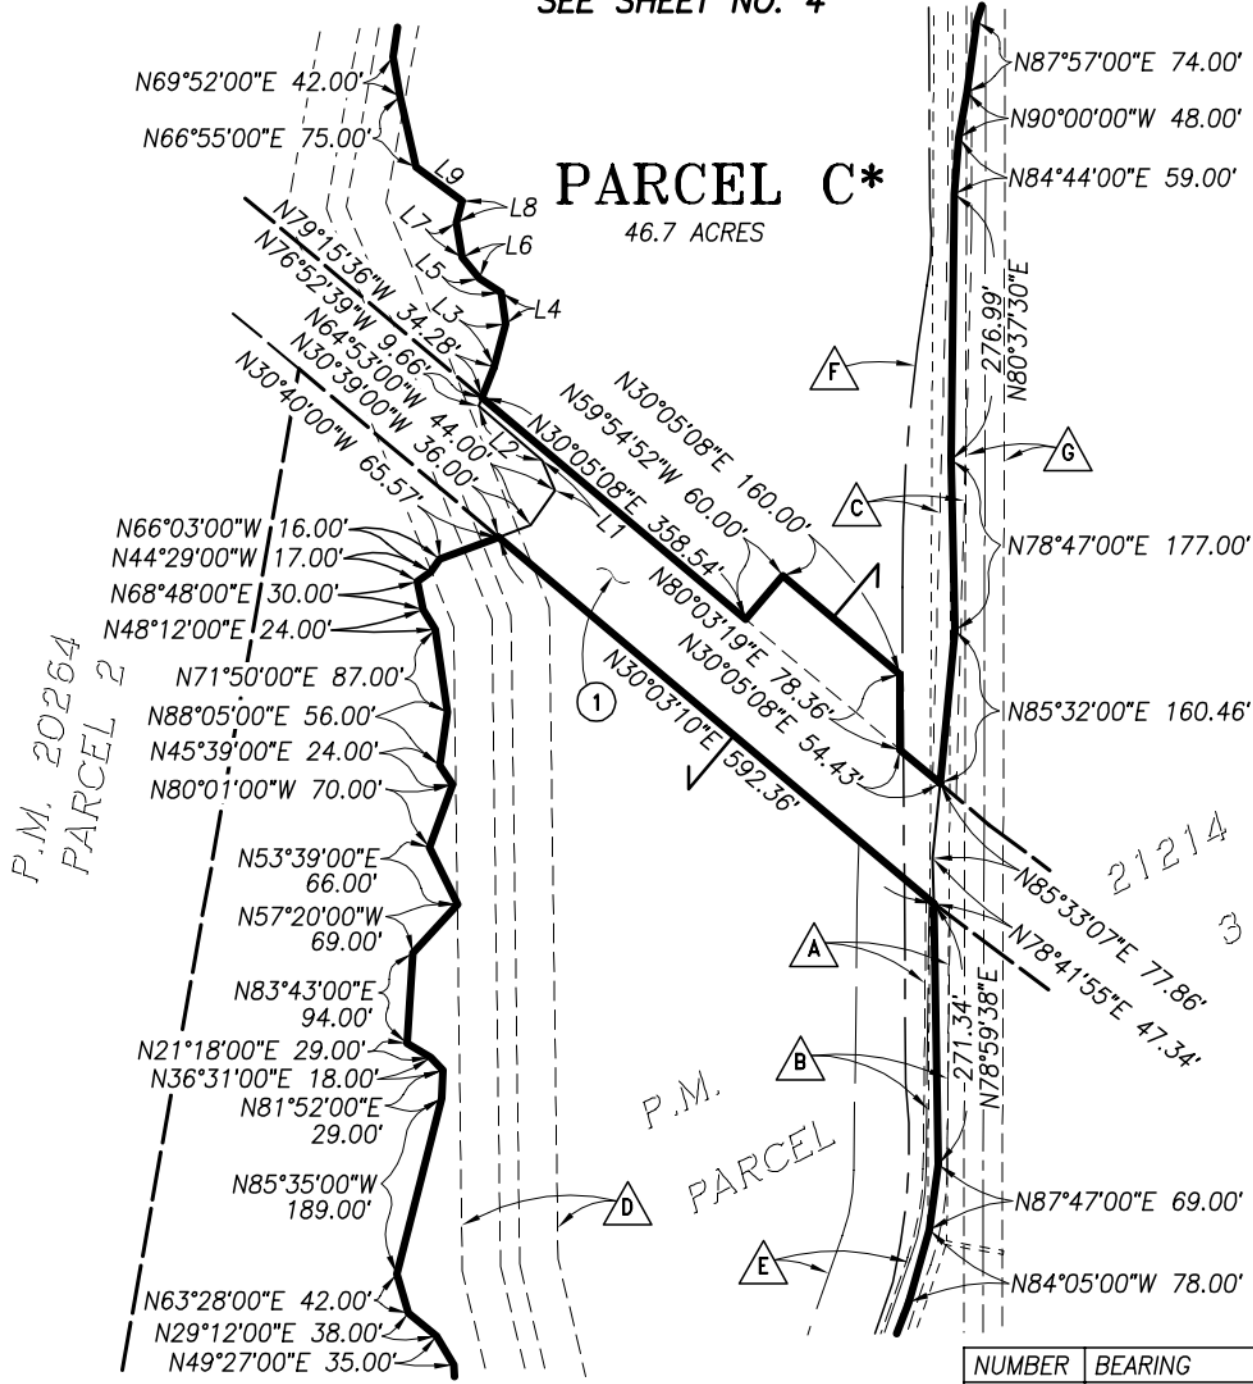 SEE SHEET NO. 4
N69°52'00"E 42.00'
N66°55'00"E 75.00'
L9
L8
L7
L6
L5
L4
L3
PARCEL C*
46.7 ACRES
N87°57'00"E 74.00'
N90°00'00"W 48.00'
N84°44'00"E 59.00'
276.99'
N80°37'30"E
N79°15'36"W 34.28'
N76°52'39"W 9.66'
N64°53'00"W 44.00'
N30°39'00"W 36.00'
N30°40'00"W 65.57'
L2
L1
N30°05'08"E 358.54'
N59°54'52"W 60.00'
N30°05'08"E 160.00'
F
G
C
N78°47'00"E 177.00'
N66°03'00"W 16.00'
N44°29'00"W 17.00'
N68°48'00"E 30.00'
N48°12'00"E 24.00'
N71°50'00"E 87.00'
N88°05'00"E 56.00'
N45°39'00"E 24.00'
N80°01'00"W 70.00'
N53°39'00"E
66.00'
N57°20'00"W
69.00'
N83°43'00"E
94.00'
N21°18'00"E 29.00'
N36°31'00"E 18.00'
N81°52'00"E
29.00'
N85°35'00"W
189.00'
N63°28'00"E 42.00'
N29°12'00"E 38.00'
N49°27'00"E 35.00'
P.M. 20264
PARCEL 2
1
N80°03'19"E 78.36'
N30°05'08"E 54.43'
N30°03'10"E 592.36'
N85°32'00"E 160.46'
N85°33'07"E 77.86'
N78°41'55"E 47.34'
21214
3
A
B
271.34'
N78°59'38"E
P.M.
PARCEL
D
E
N87°47'00"E 69.00'
N84°05'00"W 78.00'
NUMBER BEARING